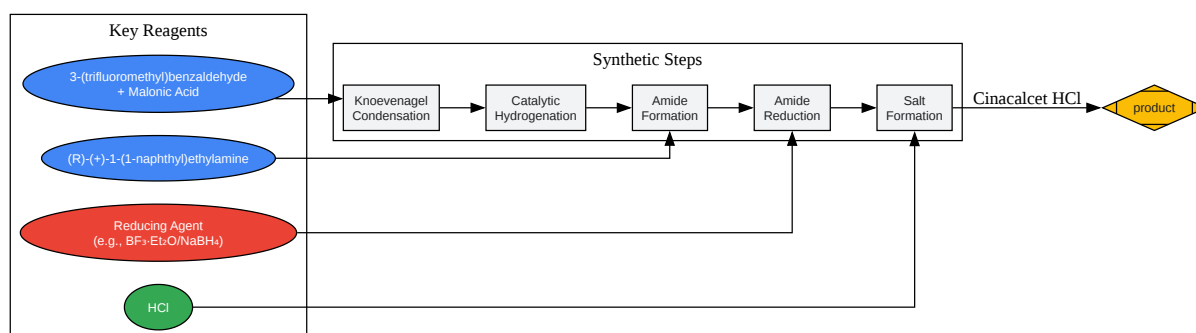 Key Reagents
3-(trifluoromethyl)benzaldehyde
+ Malonic Acid
(R)-(+)-1-(1-naphthyl)ethylamine
Reducing Agent
(e.g., BF₃·Et₂O/NaBH₄)
HCl
Synthetic Steps
Knoevenagel
Condensation
Catalytic
Hydrogenation
Amide
Formation
Amide
Reduction
Salt
Formation
Cinacalcet HCl
product